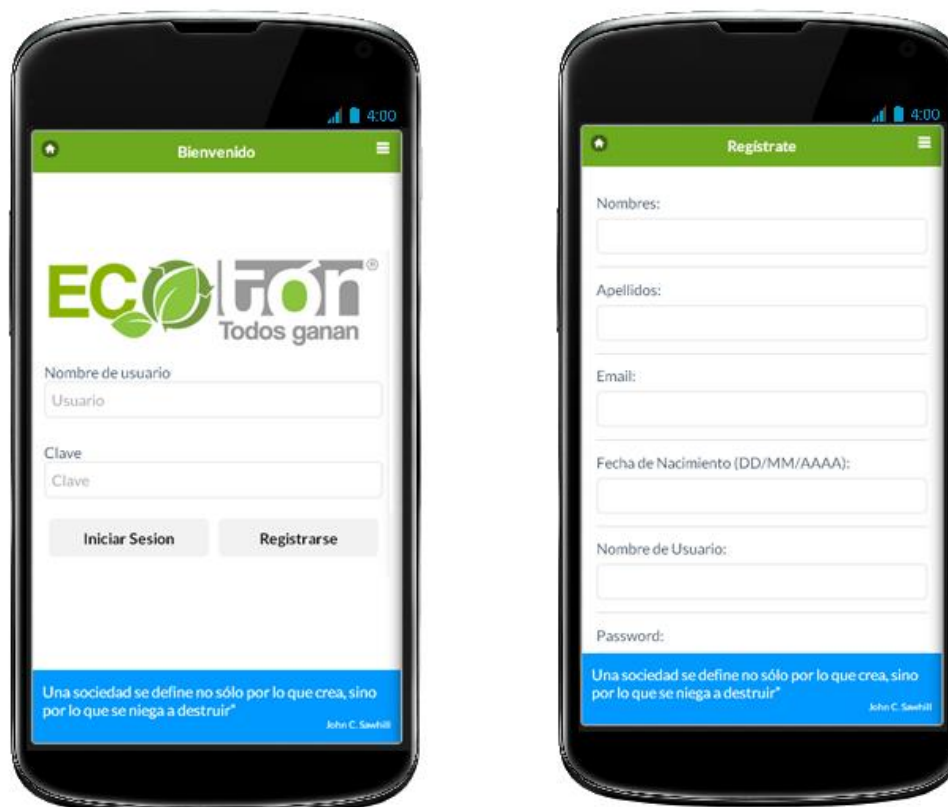 4:00
Bienvenido
ECOtón®
Todos ganan
Nombre de usuario
Usuario
Clave
Clave
Iniciar Sesion
Registrarse
Una sociedad se define no sólo por lo que crea, sino
por lo que se niega a destruir"
John C. Sawhill
4:00
Regístrate
Nombres:
Apellidos:
Email:
Fecha de Nacimiento (DD/MM/AAAA):
Nombre de Usuario:
Password:
Una sociedad se define no sólo por lo que crea, sino
por lo que se niega a destruir"
John C. Sawhill